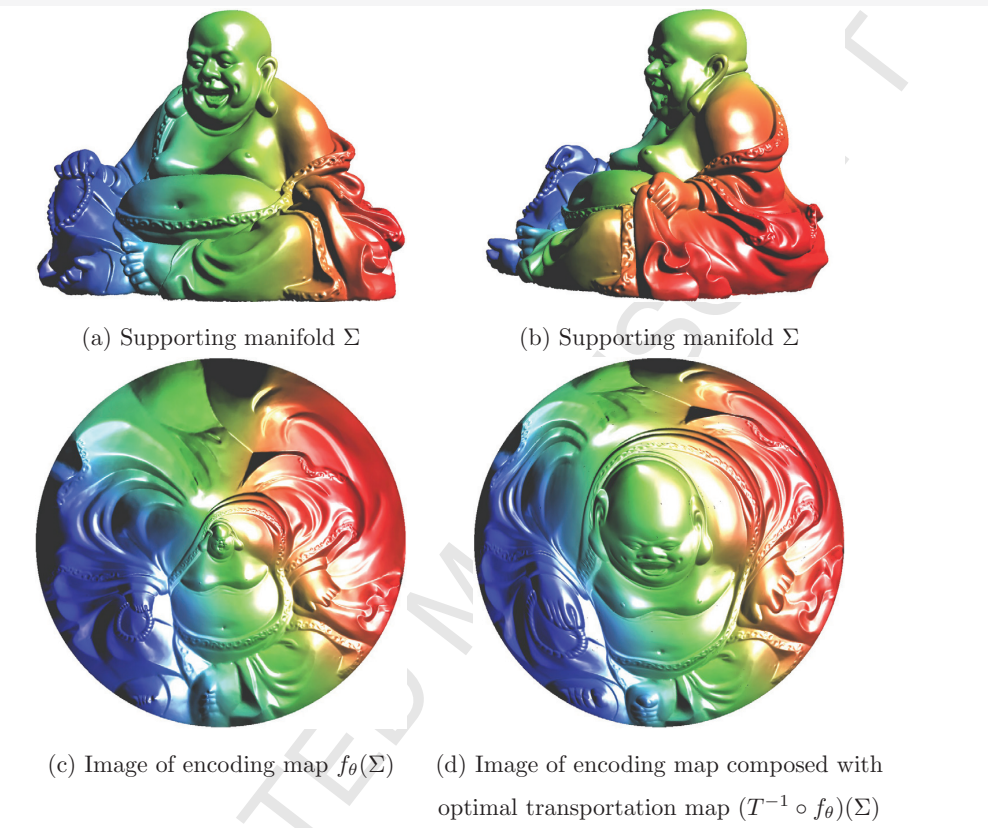 (a) Supporting manifold Σ
(b) Supporting manifold Σ
(c) Image of encoding map f_θ(Σ)
(d) Image of encoding map composed with
optimal transportation map (T⁻¹ ∘ f_θ)(Σ)